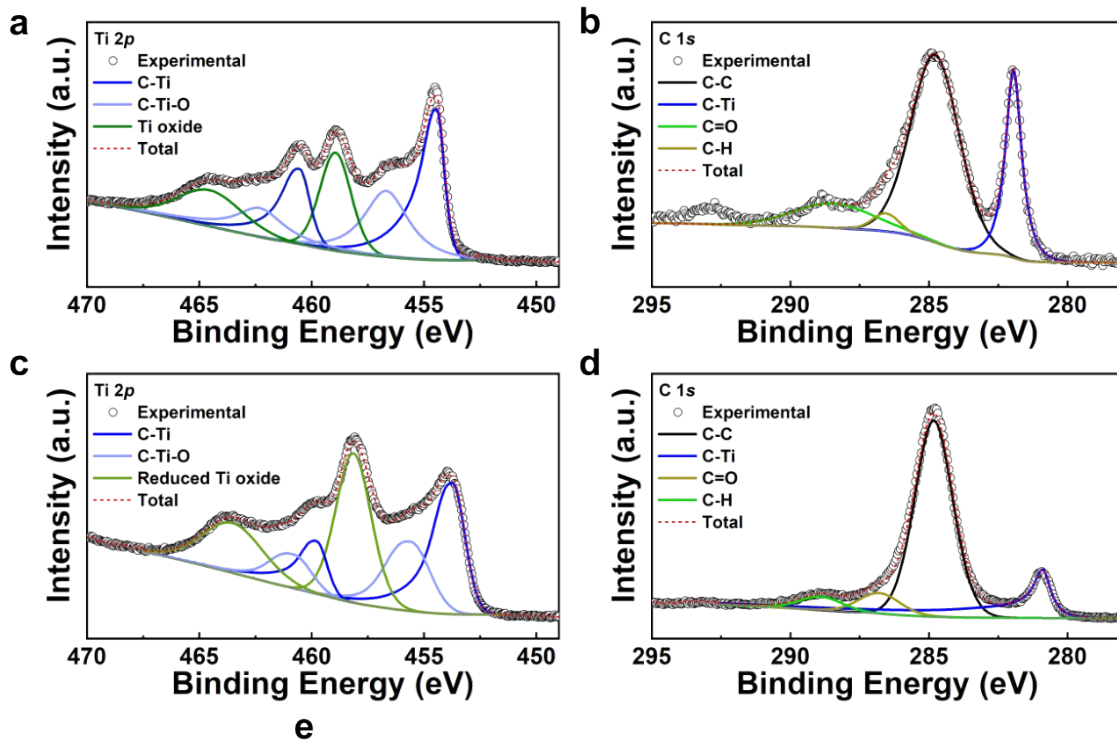 a
Ti 2p
Experimental
C-Ti
C-Ti-O
Ti oxide
Total
Intensity (a.u.)
470 465 460 455 450
Binding Energy (eV)
b
C 1s
Experimental
C-C
C-Ti
C=O
C-H
Total
Intensity (a.u.)
295 290 285 280
Binding Energy (eV)
c
Ti 2p
Experimental
C-Ti
C-Ti-O
Reduced Ti oxide
Total
Intensity (a.u.)
470 465 460 455 450
Binding Energy (eV)
d
C 1s
Experimental
C-C
C-Ti
C=O
C-H
Total
Intensity (a.u.)
295 290 285 280
Binding Energy (eV)
e